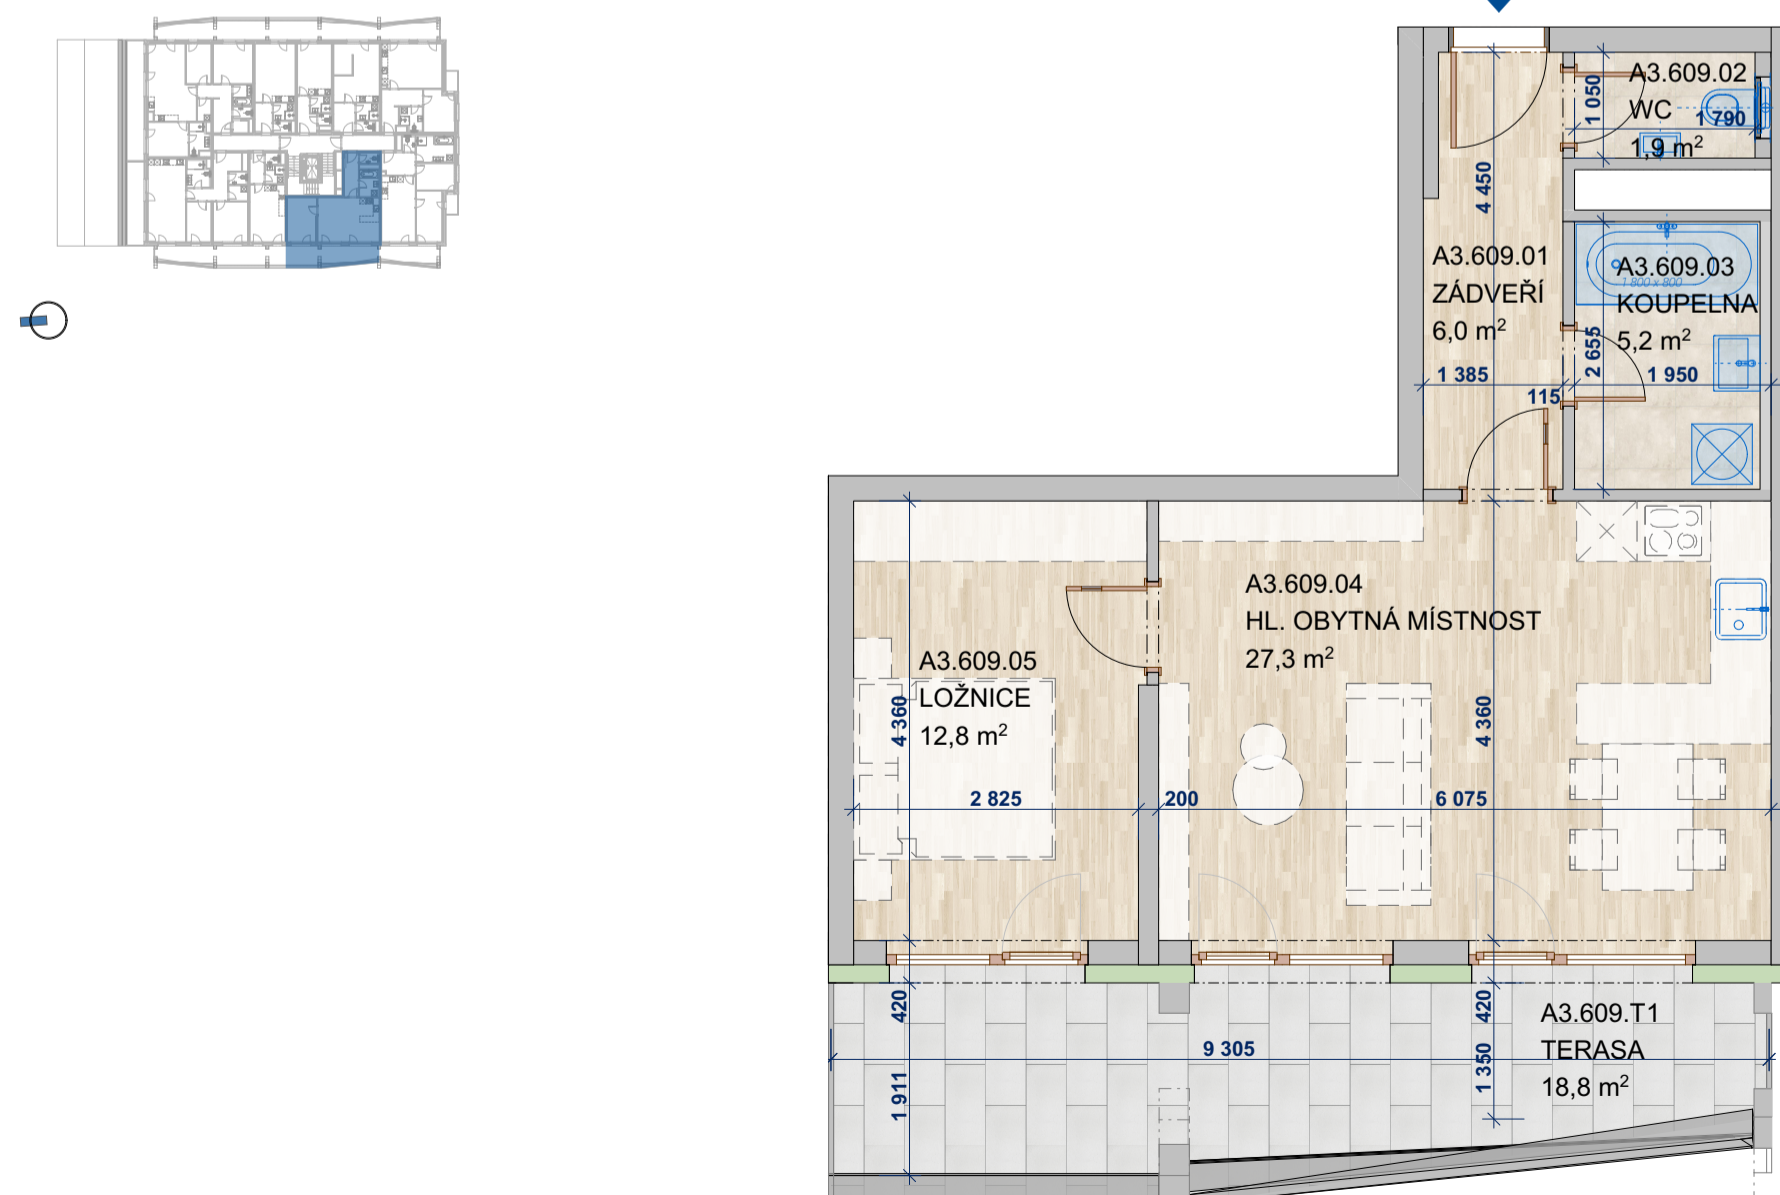 A3.609.02
WC
1,9 m²
1 050
1 790
4 450
A3.609.01
ZÁDVEŘÍ
6,0 m²
A3.609.03
KOUPELNA
5,2 m²
1 800 x 800
2 655
1 385
115
1 950
A3.609.04
HL. OBYTNÁ MÍSTNOST
27,3 m²
A3.609.05
LOŽNICE
12,8 m²
4 360
4 360
2 825
200
6 075
420
420
A3.609.T1
TERASA
18,8 m²
9 305
1 911
1 350